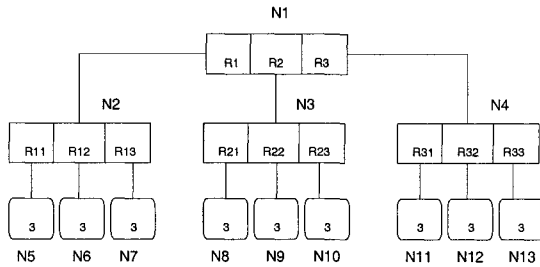 N1
R1 R2 R3
N2 N3 N4
R11 R12 R13 R21 R22 R23 R31 R32 R33
3 3 3 3 3 3 3 3 3
N5 N6 N7 N8 N9 N10 N11 N12 N13